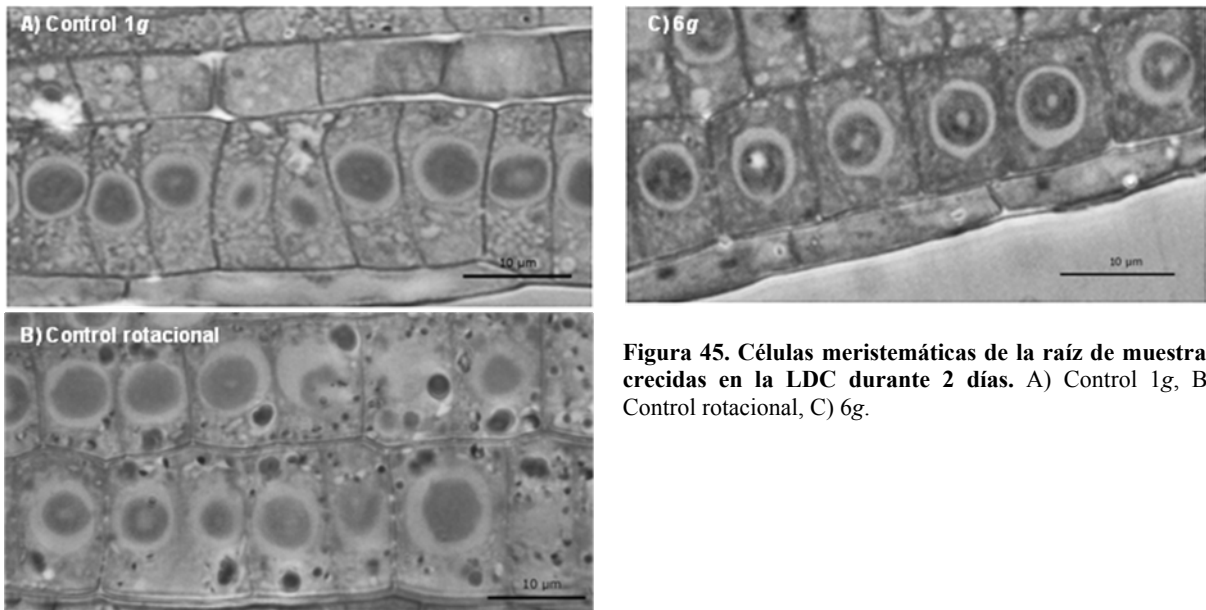 A) Control 1g
10 µm
C) 6g
10 µm
B) Control rotacional
10 µm
Figura 45. Células meristemáticas de la raíz de muestra
crecidas en la LDC durante 2 días. A) Control 1g, B
Control rotacional, C) 6g.